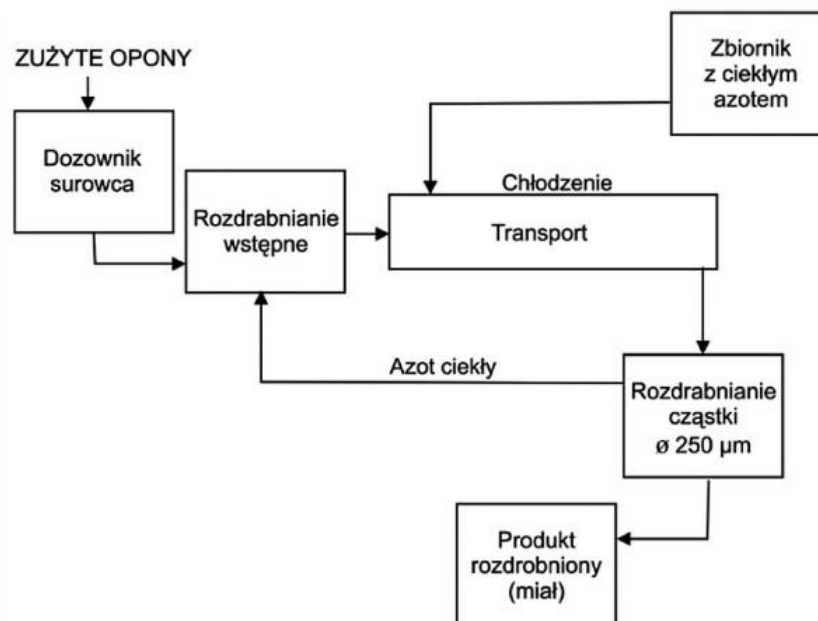 ZUŻYTE OPONY
Zbiornik
z ciekłym
azotem
Dozownik
surowca
Rozdrabnianie
wstępne
Chłodzenie
Transport
Azot ciekły
Rozdrabnianie
cząstki
ø 250 µm
Produkt
rozdrobniony
(miał)